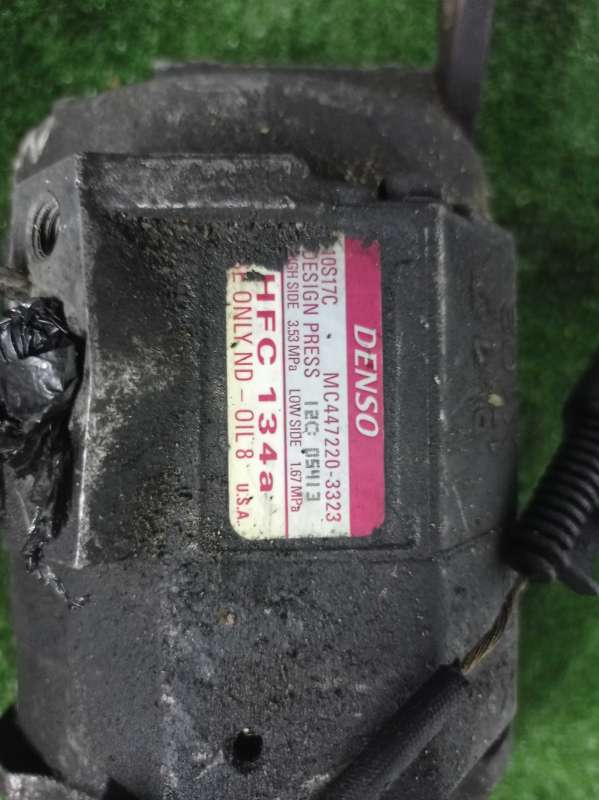 DENSO
10S17C MC447220-3323
DESIGN PRESS 12C 05413
HIGH SIDE 3.53 MPa LOW SIDE 1.67 MPa
HFC 134a
ONLY ND-OIL 8 U.S.A.